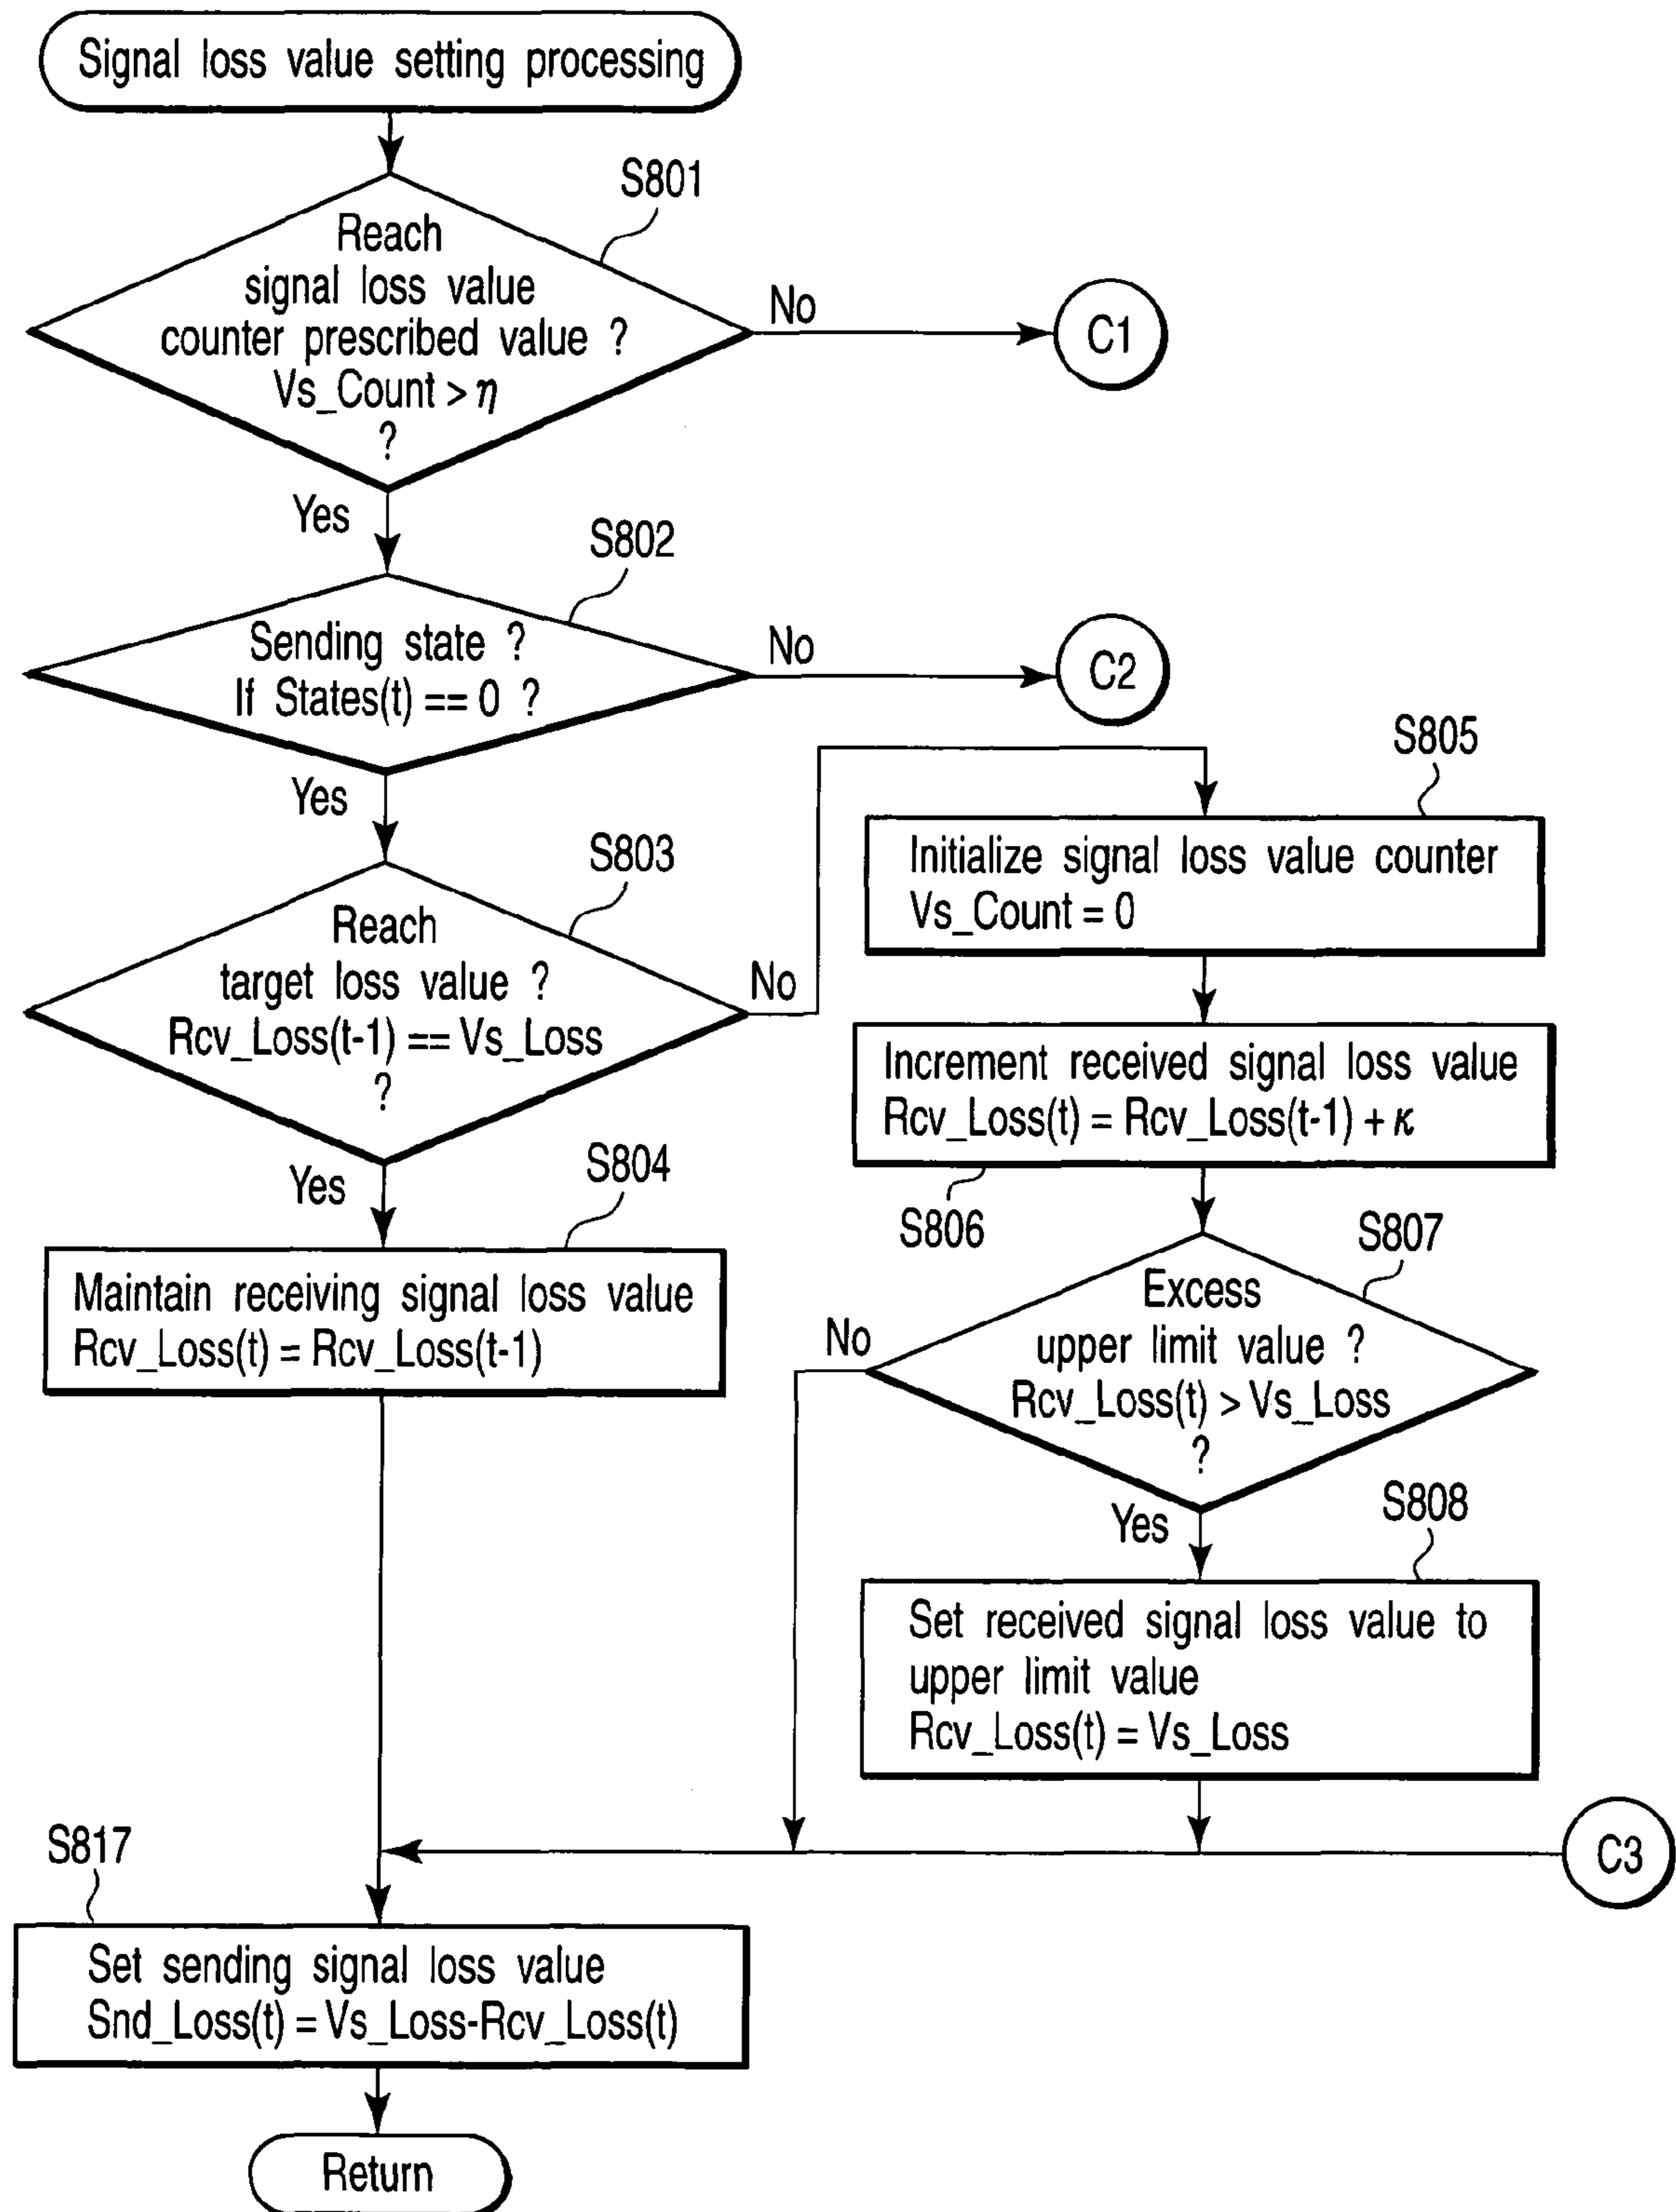 Signal loss value setting processing
S801
Reach
signal loss value
counter prescribed value ?
Vs_Count > η
?
No
C1
Yes
S802
Sending state ?
If States(t) == 0 ?
No
C2
Yes
S803
Reach
target loss value ?
Rcv_Loss(t-1) == Vs_Loss
?
No
S805
Initialize signal loss value counter
Vs_Count = 0
Increment received signal loss value
Rcv_Loss(t) = Rcv_Loss(t-1) + κ
S806
Yes
S804
Maintain receiving signal loss value
Rcv_Loss(t) = Rcv_Loss(t-1)
S807
Excess
upper limit value ?
Rcv_Loss(t) > Vs_Loss
?
No
Yes
S808
Set received signal loss value to
upper limit value
Rcv_Loss(t) = Vs_Loss
C3
S817
Set sending signal loss value
Snd_Loss(t) = Vs_Loss-Rcv_Loss(t)
Return